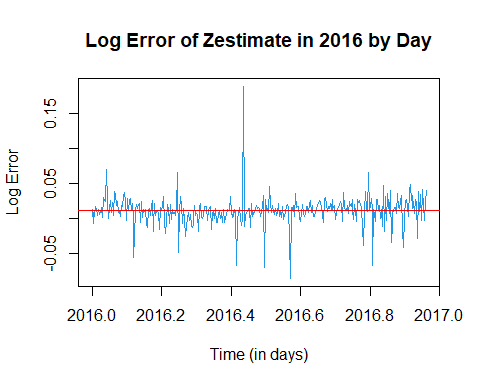 Log Error of Zestimate in 2016 by Day
Log Error
0.15
0.05
-0.05
2016.0 2016.2 2016.4 2016.6 2016.8 2017.0
Time (in days)